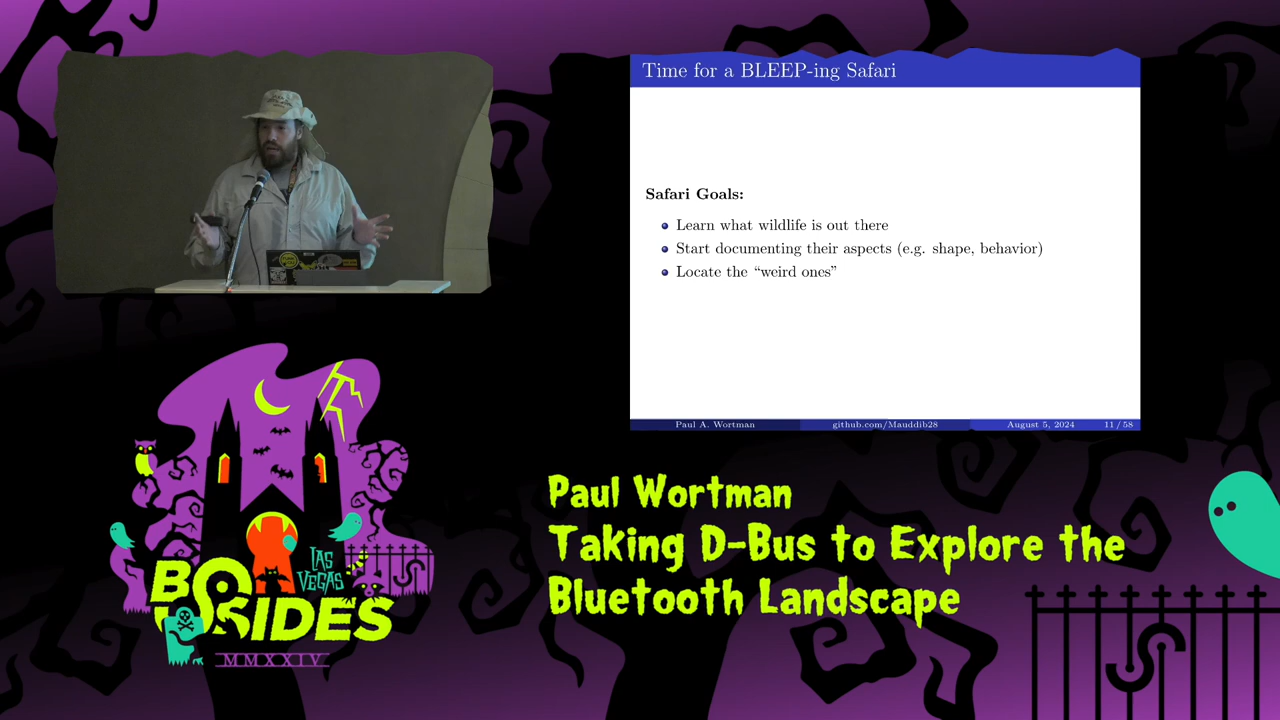 Time for a BLEEP-ing Safari
Safari Goals:
Learn what wildlife is out there
Start documenting their aspects (e.g. shape, behavior)
Locate the “weird ones”
Paul A. Wortman
github.com/Mauddib28
August 5, 2024
11 / 58
LAS
VEGAS
BSIDES
MMXXIV
Paul Wortman
Taking D-Bus to Explore the
Bluetooth Landscape